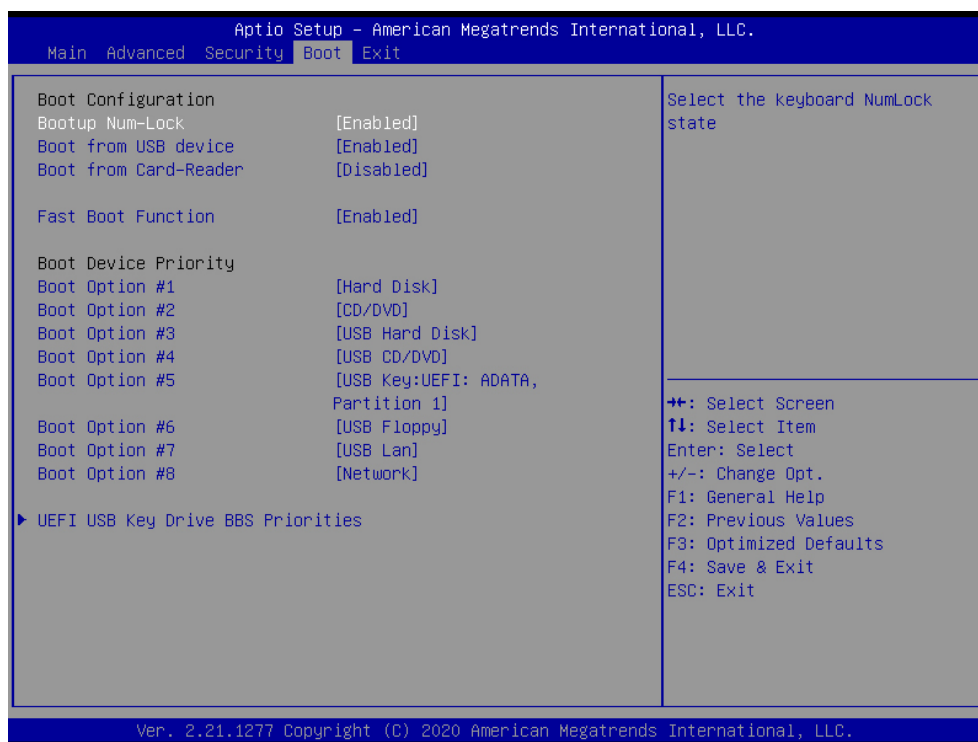 Aptio Setup – American Megatrends International, LLC.
Main Advanced Security Boot Exit
Boot Configuration
Bootup Num-Lock [Enabled]
Boot from USB device [Enabled]
Boot from Card-Reader [Disabled]
Fast Boot Function [Enabled]
Boot Device Priority
Boot Option #1 [Hard Disk]
Boot Option #2 [CD/DVD]
Boot Option #3 [USB Hard Disk]
Boot Option #4 [USB CD/DVD]
Boot Option #5 [USB Key:UEFI: ADATA,
Partition 1]
Boot Option #6 [USB Floppy]
Boot Option #7 [USB Lan]
Boot Option #8 [Network]
▶ UEFI USB Key Drive BBS Priorities
Select the keyboard NumLock
state
→←: Select Screen
↑↓: Select Item
Enter: Select
+/-: Change Opt.
F1: General Help
F2: Previous Values
F3: Optimized Defaults
F4: Save & Exit
ESC: Exit
Ver. 2.21.1277 Copyright (C) 2020 American Megatrends International, LLC.